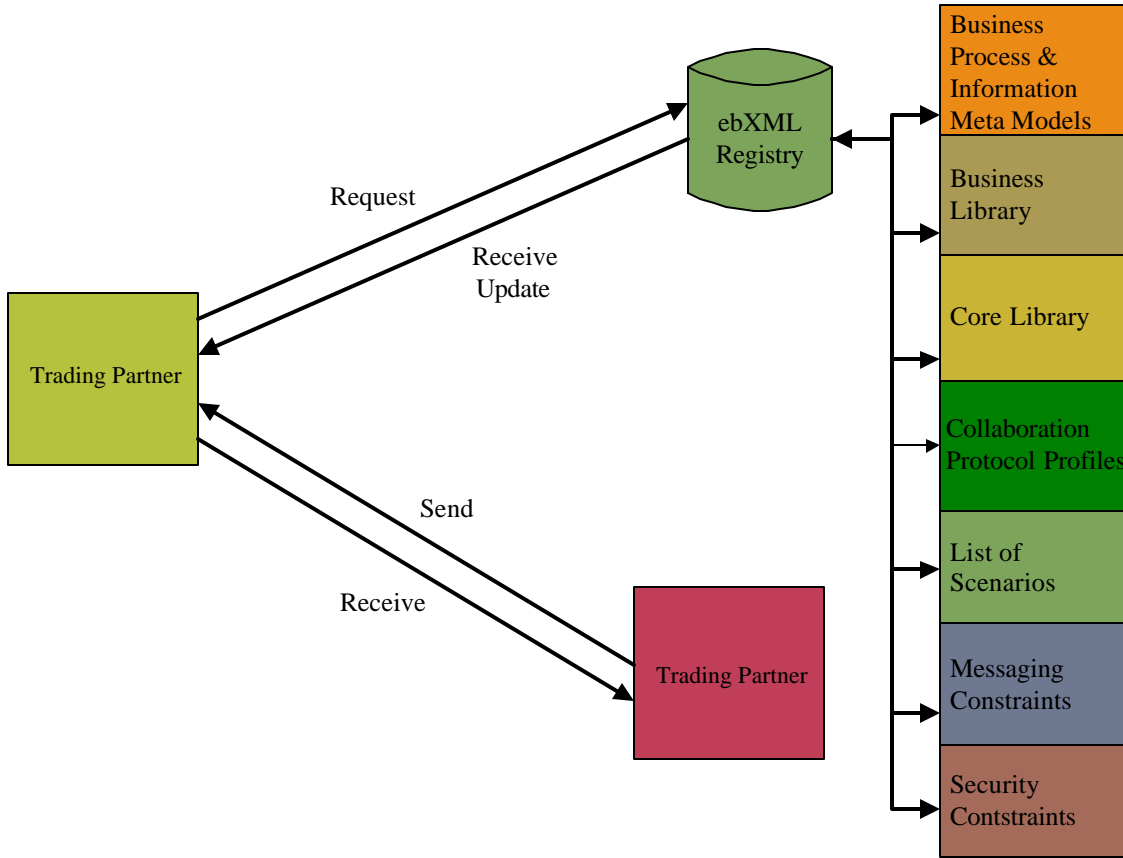 Business
Process &
Information
Meta Models
ebXML
Registry
Request
Business
Library
Receive
Update
Core Library
Trading Partner
Collaboration
Protocol Profiles
Send
List of
Scenarios
Receive
Trading Partner
Messaging
Constraints
Security
Contstraints